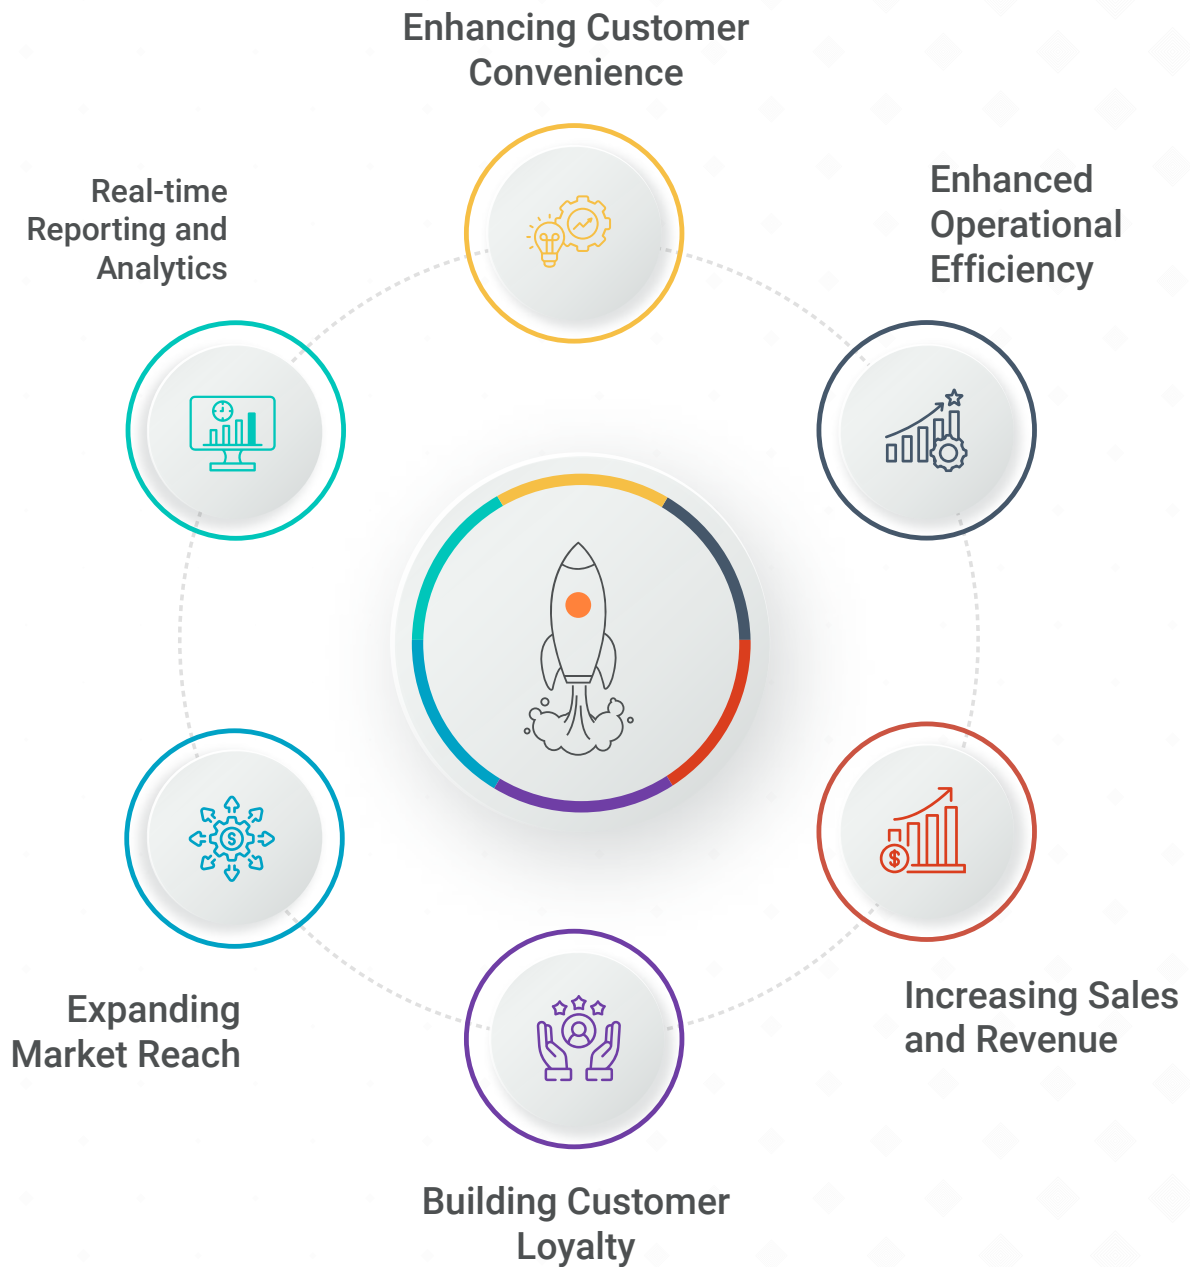 Enhancing Customer
Convenience
Enhanced
Operational
Efficiency
Increasing Sales
and Revenue
Building Customer
Loyalty
Expanding
Market Reach
Real-time
Reporting and
Analytics